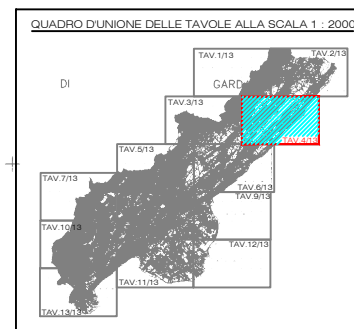 QUADRO D'UNIONE DELLE TAVOLE ALLA SCALA 1 : 2000
TAV.1/13
TAV.2/13
DI
GARD
TAV.3/13
TAV.4/13
TAV.5/13
TAV.7/13
TAV.6/13
TAV.9/13
TAV.10/13
TAV.12/13
TAV.11/13
TAV.13/13